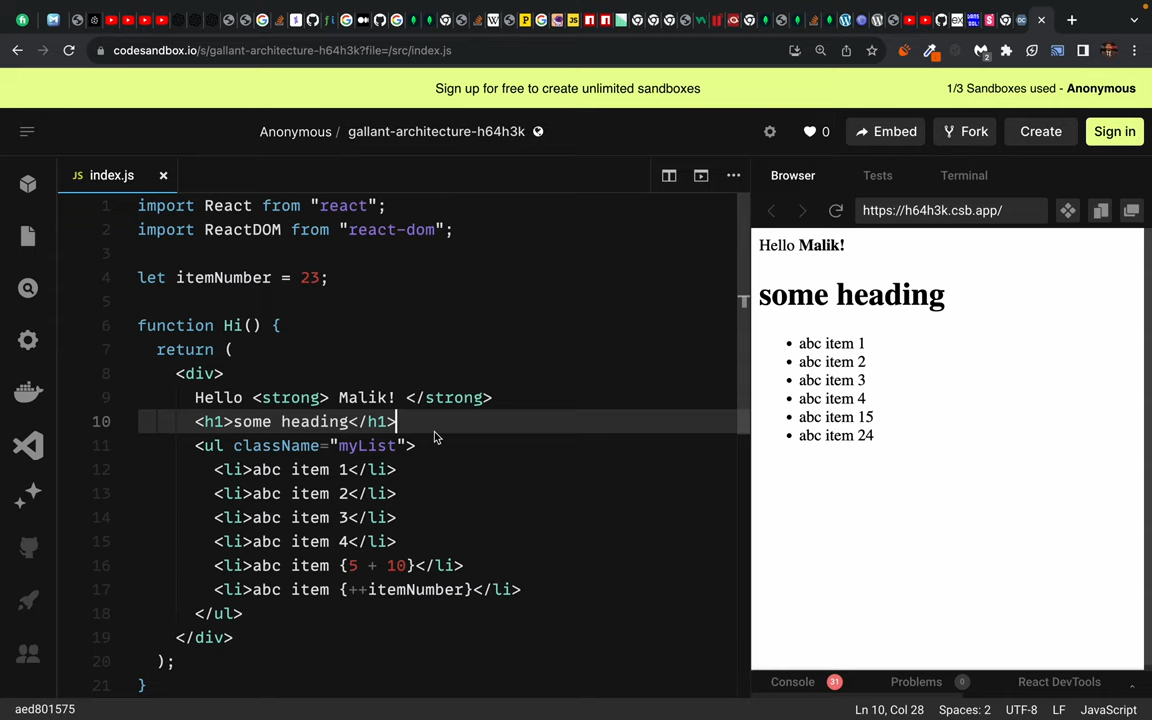 codesandbox.io/s/gallant-architecture-h64h3k?file=/src/index.js
Sign up for free to create unlimited sandboxes
1/3 Sandboxes used - Anonymous
Anonymous / gallant-architecture-h64h3k
0
Embed
Fork
Create
Sign in
JS index.js
1 import React from "react";
2 import ReactDOM from "react-dom";
3
4 let itemNumber = 23;
5
6 function Hi() {
7 return (
8 <div>
9 Hello <strong> Malik! </strong>
10 <h1>some heading</h1>
11 <ul className="myList">
12 <li>abc item 1</li>
13 <li>abc item 2</li>
14 <li>abc item 3</li>
15 <li>abc item 4</li>
16 <li>abc item {5 + 10}</li>
17 <li>abc item {++itemNumber}</li>
18 </ul>
19 </div>
20 );
21 }
Browser Tests Terminal
https://h64h3k.csb.app/
Hello Malik!
some heading
• abc item 1
• abc item 2
• abc item 3
• abc item 4
• abc item 15
• abc item 24
Console 31 Problems 0 React DevTools
aed801575
Ln 10, Col 28 Spaces: 2 UTF-8 LF JavaScript